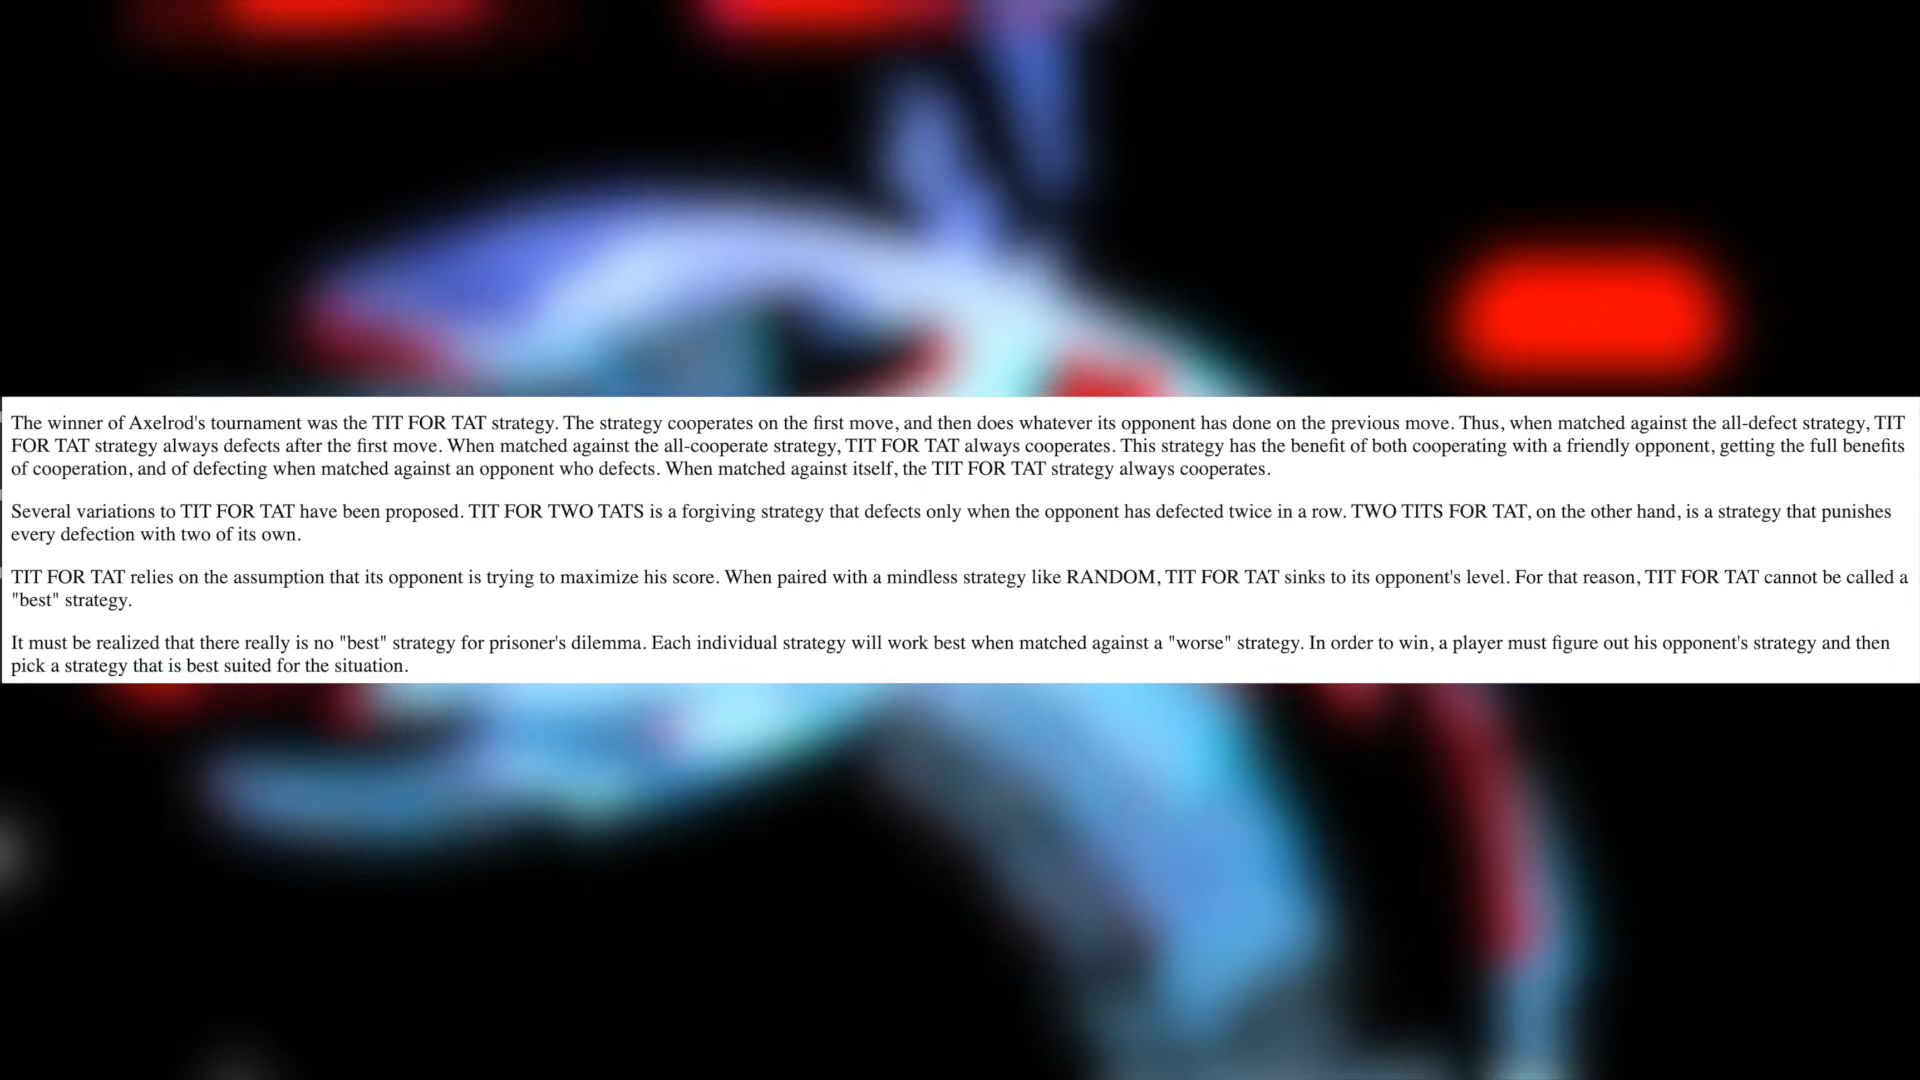 The winner of Axelrod's tournament was the TIT FOR TAT strategy. The strategy cooperates on the first move, and then does whatever its opponent has done on the previous move. Thus, when matched against the all-defect strategy, TIT
FOR TAT strategy always defects after the first move. When matched against the all-cooperate strategy, TIT FOR TAT always cooperates. This strategy has the benefit of both cooperating with a friendly opponent, getting the full benefits
of cooperation, and of defecting when matched against an opponent who defects. When matched against itself, the TIT FOR TAT strategy always cooperates.
Several variations to TIT FOR TAT have been proposed. TIT FOR TWO TATS is a forgiving strategy that defects only when the opponent has defected twice in a row. TWO TITS FOR TAT, on the other hand, is a strategy that punishes
every defection with two of its own.
TIT FOR TAT relies on the assumption that its opponent is trying to maximize his score. When paired with a mindless strategy like RANDOM, TIT FOR TAT sinks to its opponent's level. For that reason, TIT FOR TAT cannot be called a
"best" strategy.
It must be realized that there really is no "best" strategy for prisoner's dilemma. Each individual strategy will work best when matched against a "worse" strategy. In order to win, a player must figure out his opponent's strategy and then
pick a strategy that is best suited for the situation.